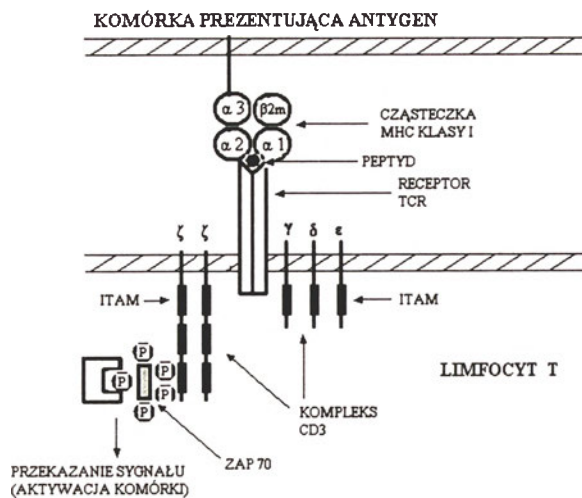 KOMÓRKA PREZENTUJĄCA ANTYGEN
α 3 β2m
CZĄSTECZKA
MHC KLASY I
α 2 α 1
PEPTYD
RECEPTOR
TCR
ζ ζ γ δ ε
ITAM ITAM
LIMFOCYT T
P
P P
P
P
KOMPLEKS
CD3
ZAP 70
PRZEKAZANIE SYGNAŁU
(AKTYWACJA KOMÓRKI)